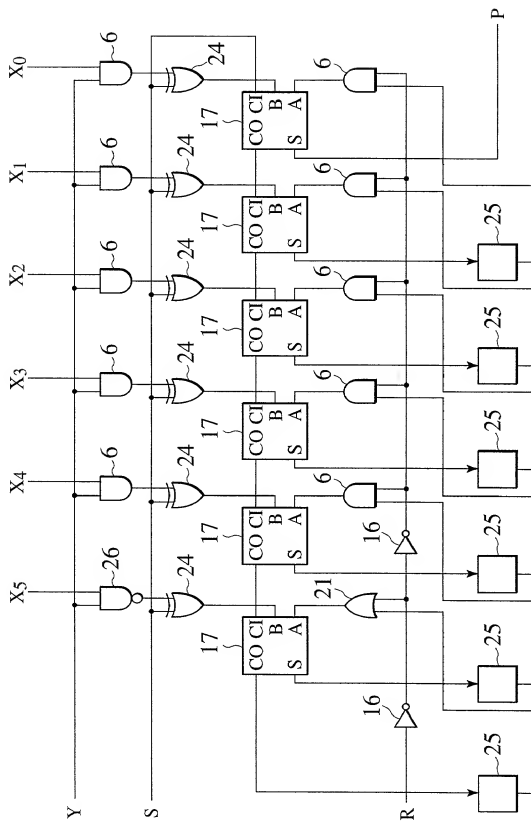 X5 X4 X3 X2 X1 X0
Y
26 6 6 6 6 6
S
24 24 24 24 24 24
17 17 17 17 17 17
CO CI CO CI CO CI CO CI CO CI CO CI
B B B B B B
S A S A S A S A S A S A
21 6 6 6 6 6
16 16
R
P
25 25 25 25 25 25